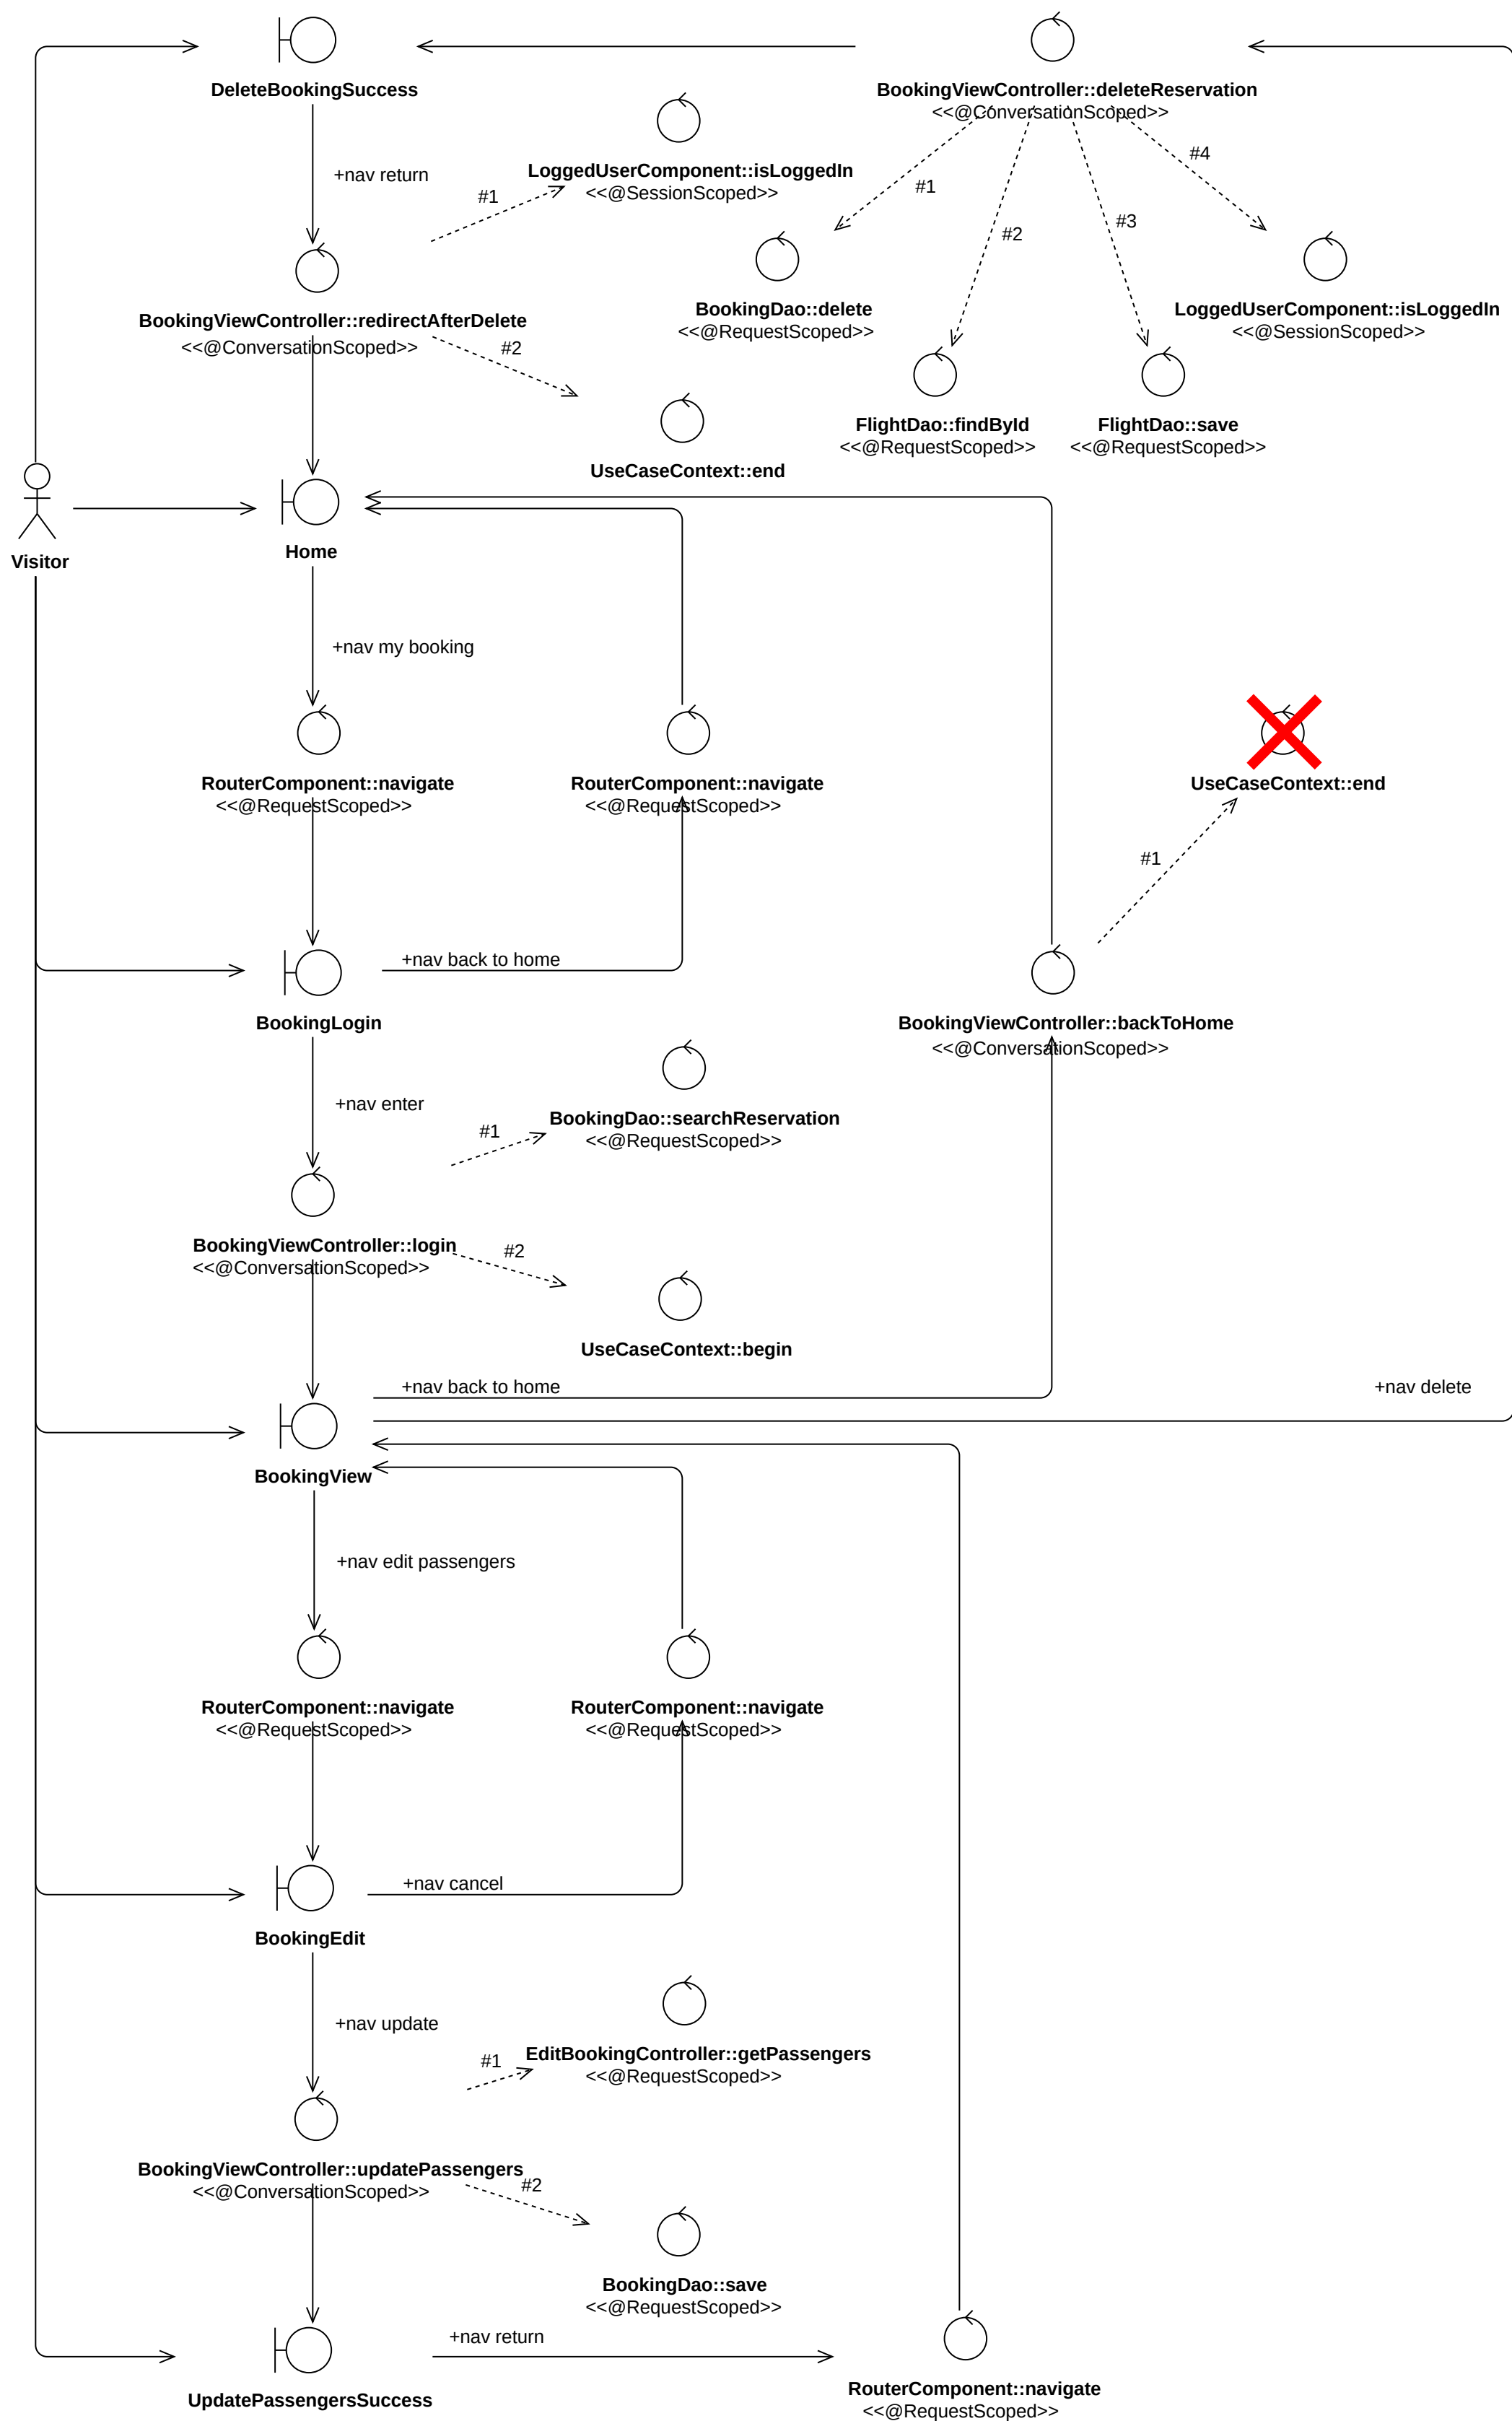 DeleteBookingSuccess
BookingViewController::deleteReservation
<<@ConversationScoped>>
+nav return
#1
LoggedUserComponent::isLoggedIn
<<@SessionScoped>>
#1
#2
#3
#4
BookingViewController::redirectAfterDelete
<<@ConversationScoped>>
#2
BookingDao::delete
<<@RequestScoped>>
LoggedUserComponent::isLoggedIn
<<@SessionScoped>>
FlightDao::findById
<<@RequestScoped>>
FlightDao::save
<<@RequestScoped>>
UseCaseContext::end
Visitor
Home
+nav my booking
RouterComponent::navigate
<<@RequestScoped>>
RouterComponent::navigate
<<@RequestScoped>>
UseCaseContext::end
#1
+nav back to home
BookingLogin
BookingViewController::backToHome
<<@ConversationScoped>>
+nav enter
#1
BookingDao::searchReservation
<<@RequestScoped>>
BookingViewController::login
<<@ConversationScoped>>
#2
UseCaseContext::begin
+nav back to home
+nav delete
BookingView
+nav edit passengers
RouterComponent::navigate
<<@RequestScoped>>
RouterComponent::navigate
<<@RequestScoped>>
+nav cancel
BookingEdit
+nav update
#1
EditBookingController::getPassengers
<<@RequestScoped>>
BookingViewController::updatePassengers
<<@ConversationScoped>>
#2
BookingDao::save
<<@RequestScoped>>
+nav return
UpdatePassengersSuccess
RouterComponent::navigate
<<@RequestScoped>>